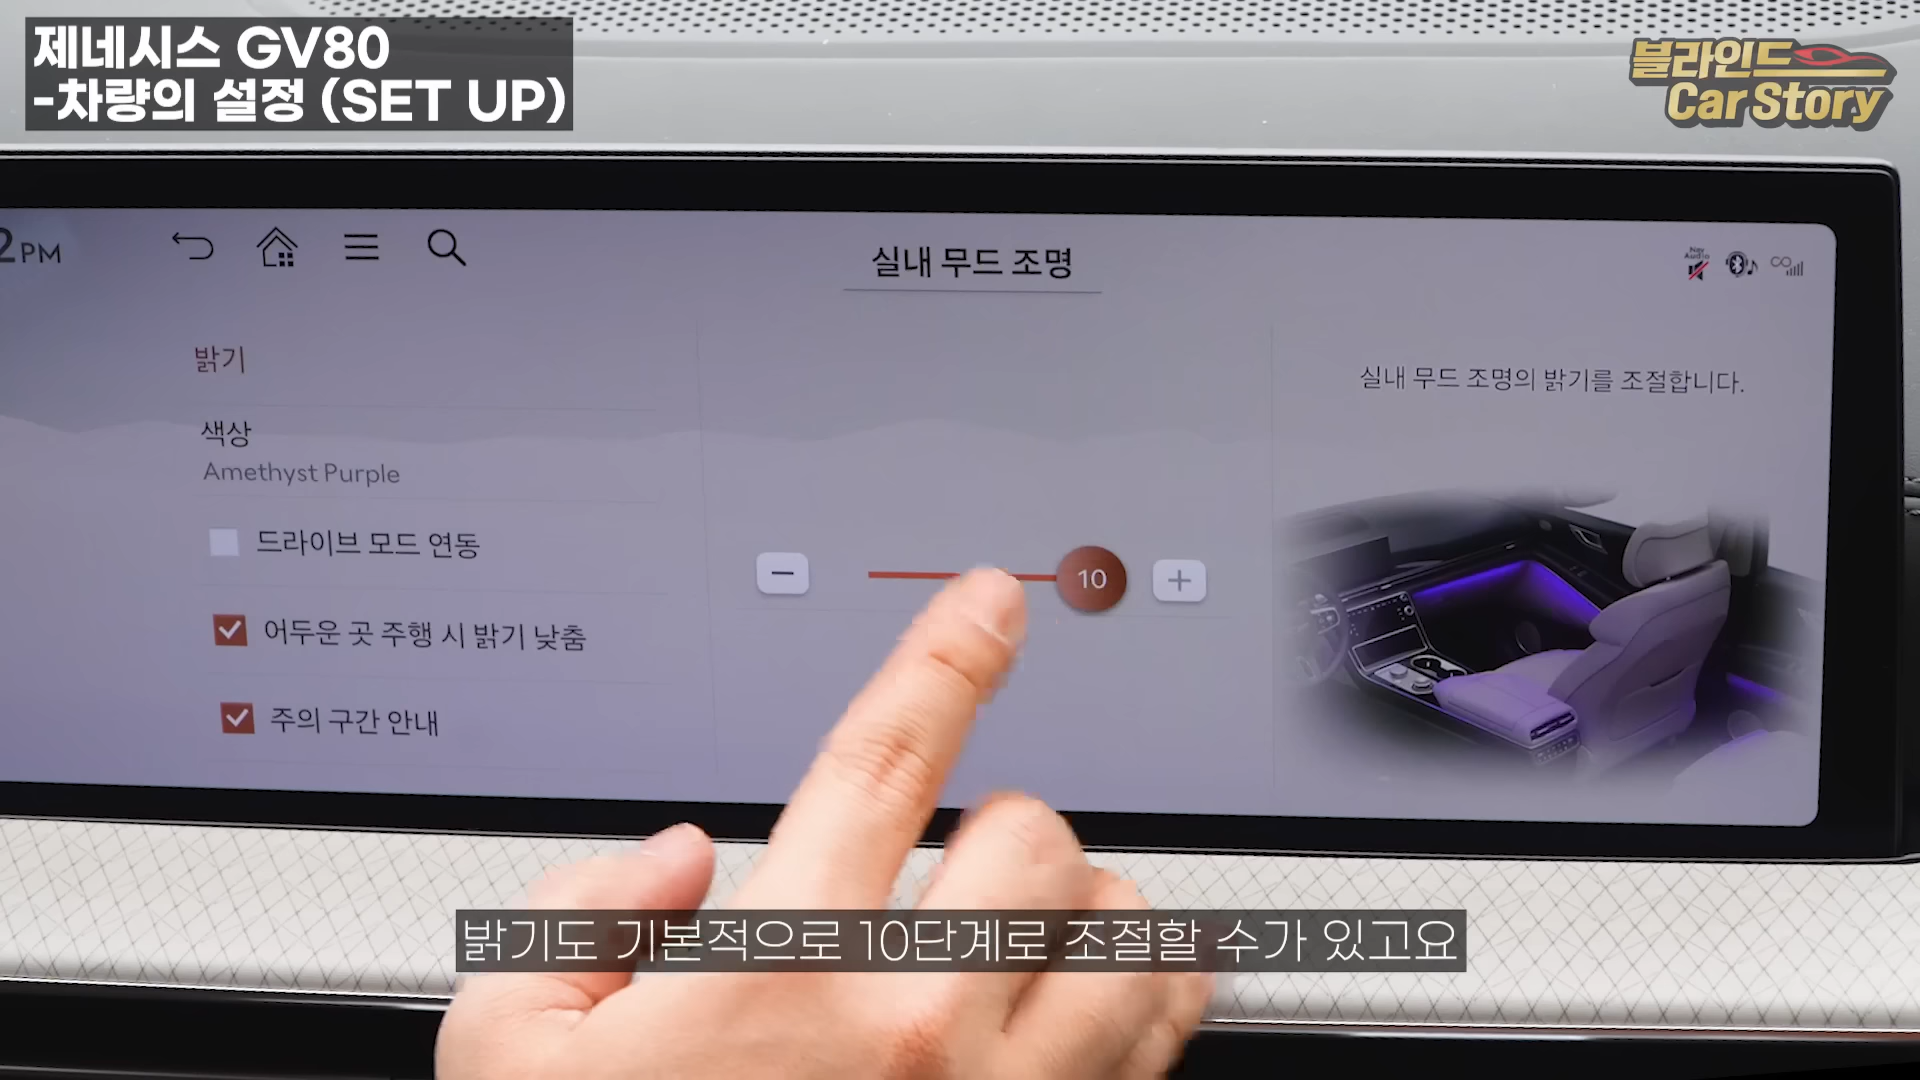 제네시스 GV80
-차량의 설정 (SET UP)
블라인드
Car Story
2 PM
실내 무드 조명
Nav
Audio
밝기
색상
Amethyst Purple
드라이브 모드 연동
어두운 곳 주행 시 밝기 낮춤
주의 구간 안내
10
실내 무드 조명의 밝기를 조절합니다.
밝기도 기본적으로 10단계로 조절할 수가 있고요